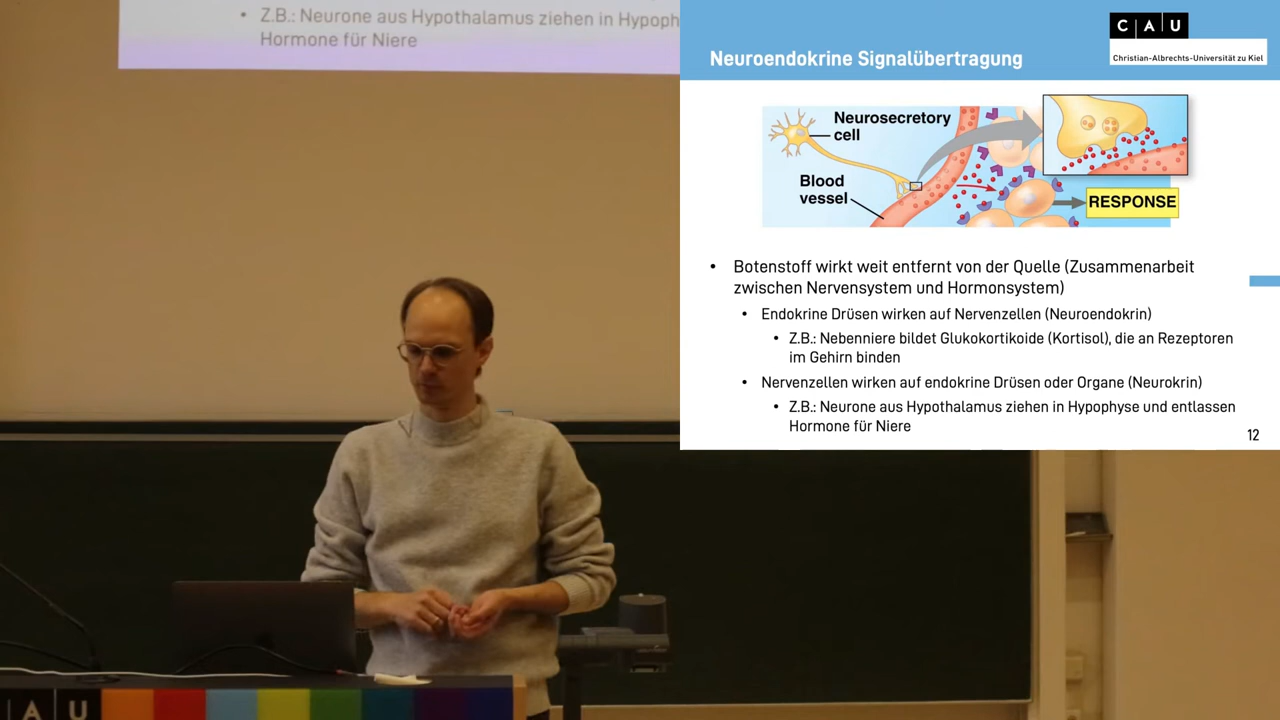 • Z.B.: Neurone aus Hypothalamus ziehen in Hypoph
Hormone für Niere
Neuroendokrine Signalübertragung
C A U
Christian-Albrechts-Universität zu Kiel
Neurosecretory
cell
Blood
vessel
RESPONSE
• Botenstoff wirkt weit entfernt von der Quelle (Zusammenarbeit
zwischen Nervensystem und Hormonsystem)
• Endokrine Drüsen wirken auf Nervenzellen (Neuroendokrin)
• Z.B.: Nebenniere bildet Glukokortikoide (Kortisol), die an Rezeptoren
im Gehirn binden
• Nervenzellen wirken auf endokrine Drüsen oder Organe (Neurokrin)
• Z.B.: Neurone aus Hypothalamus ziehen in Hypophyse und entlassen
Hormone für Niere
12
A U